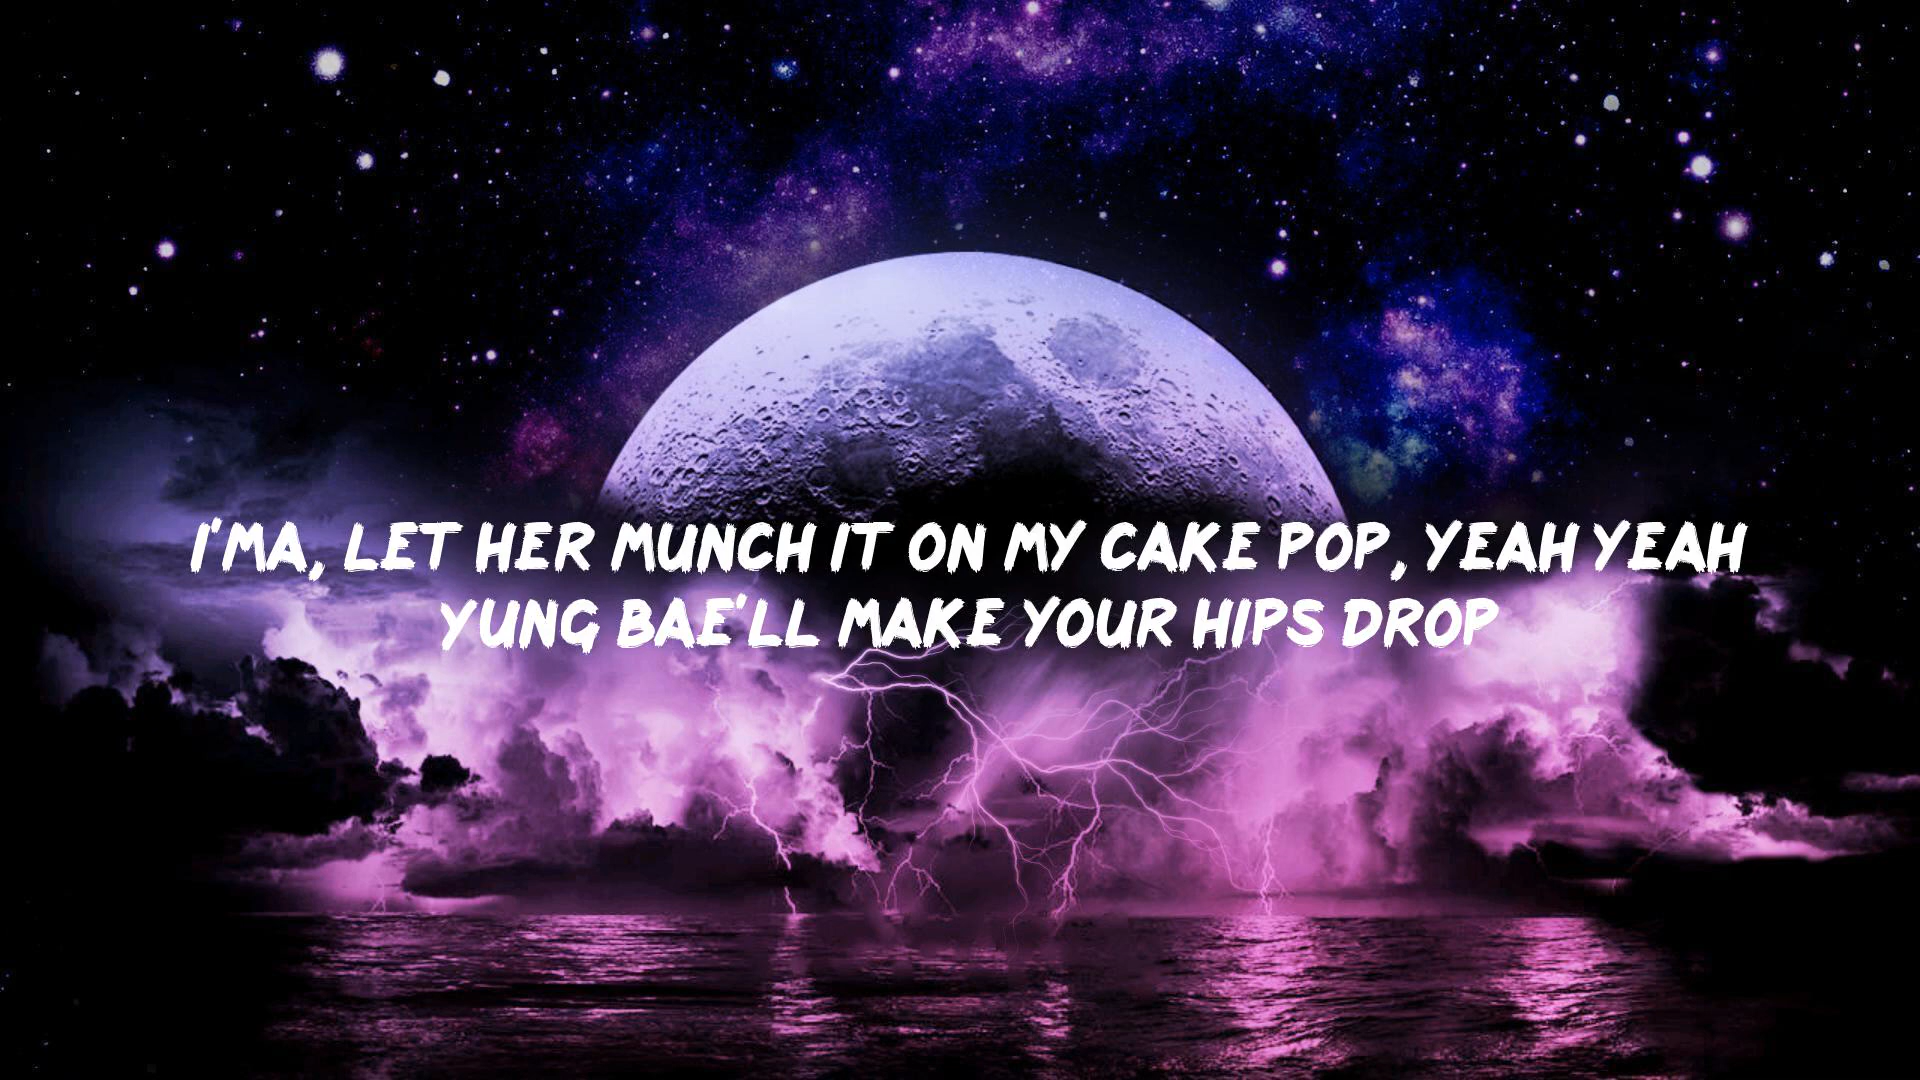 I'MA, LET HER MUNCH IT ON MY CAKE POP, YEAH YEAH
YUNG BAE'LL MAKE YOUR HIPS DROP